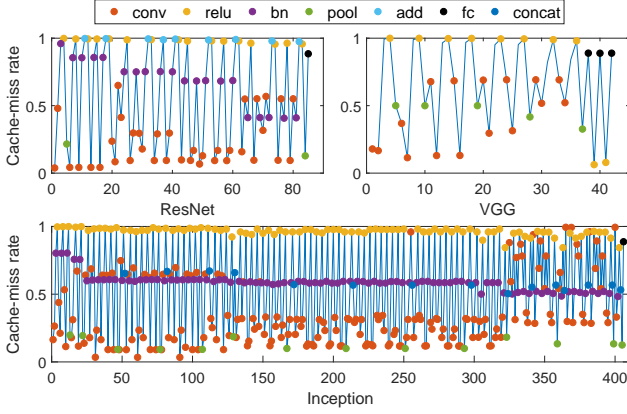 conv relu bn pool add fc concat
Cache-miss rate
1
0.5
0
0 20 40 60 80
ResNet
1
0.5
0
0 10 20 30 40
VGG
Cache-miss rate
1
0.5
0
0 50 100 150 200 250 300 350 400
Inception